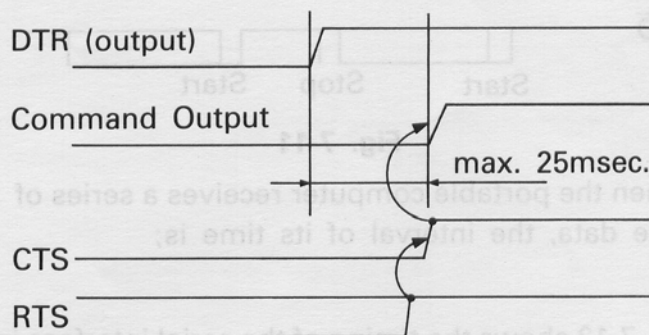 DTR (output)
Command Output
max. 25msec.
CTS
RTS